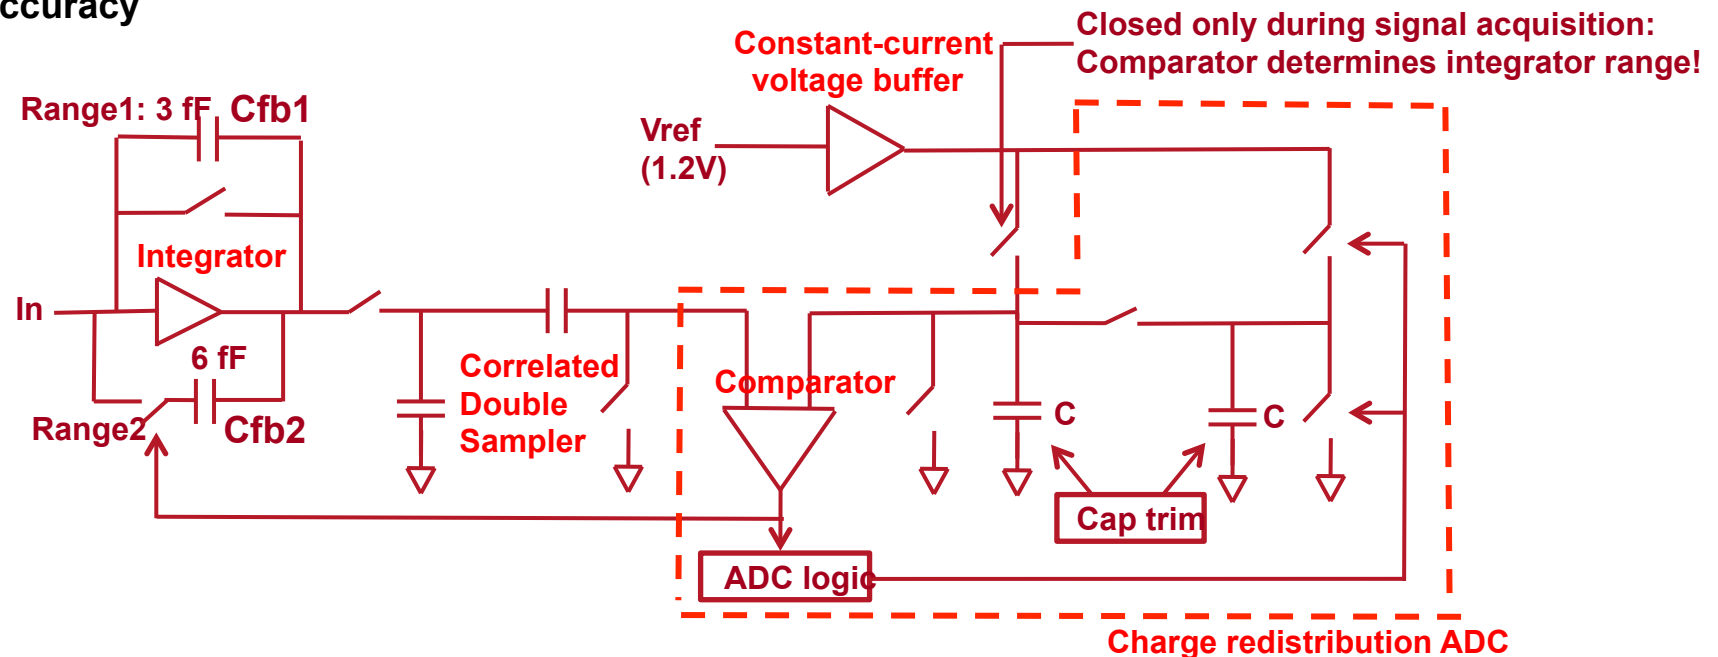 ccuracy
Closed only during signal acquisition:
Comparator determines integrator range!
Constant-current
voltage buffer
Range1: 3 fF Cfb1
Vref
(1.2V)
Integrator
In
6 fF
Range2
Cfb2
Correlated
Double
Sampler
Comparator
C
C
Cap trim
ADC logic
Charge redistribution ADC